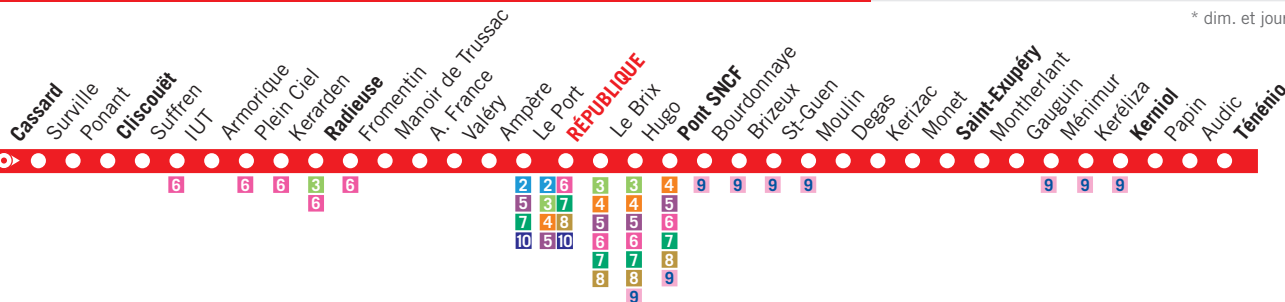 * dim. et jour
Cassard
Surville
Ponant
Cliscouët
Suffren
IUT
Armorique
Plein Ciel
Kerarden
Radieuse
Fromentin
Manoir de Trussac
A. France
Valéry
Ampère
Le Port
RÉPUBLIQUE
Le Brix
Hugo
Pont SNCF
Bourdonnaye
Brizeux
St-Guen
Moulin
Degas
Kerizac
Monet
Saint-Exupéry
Montherlant
Gauguin
Ménimur
Keréliza
Kerniol
Papin
Audic
Ténénio
6 6 6 3 6 2 2 6 3 3 4 9 9 9 9 9 9 9
6 5 3 7 4 4 5
7 4 8 5 5 6
10 5 10 6 6 7
7 7 8
8 8 9
9